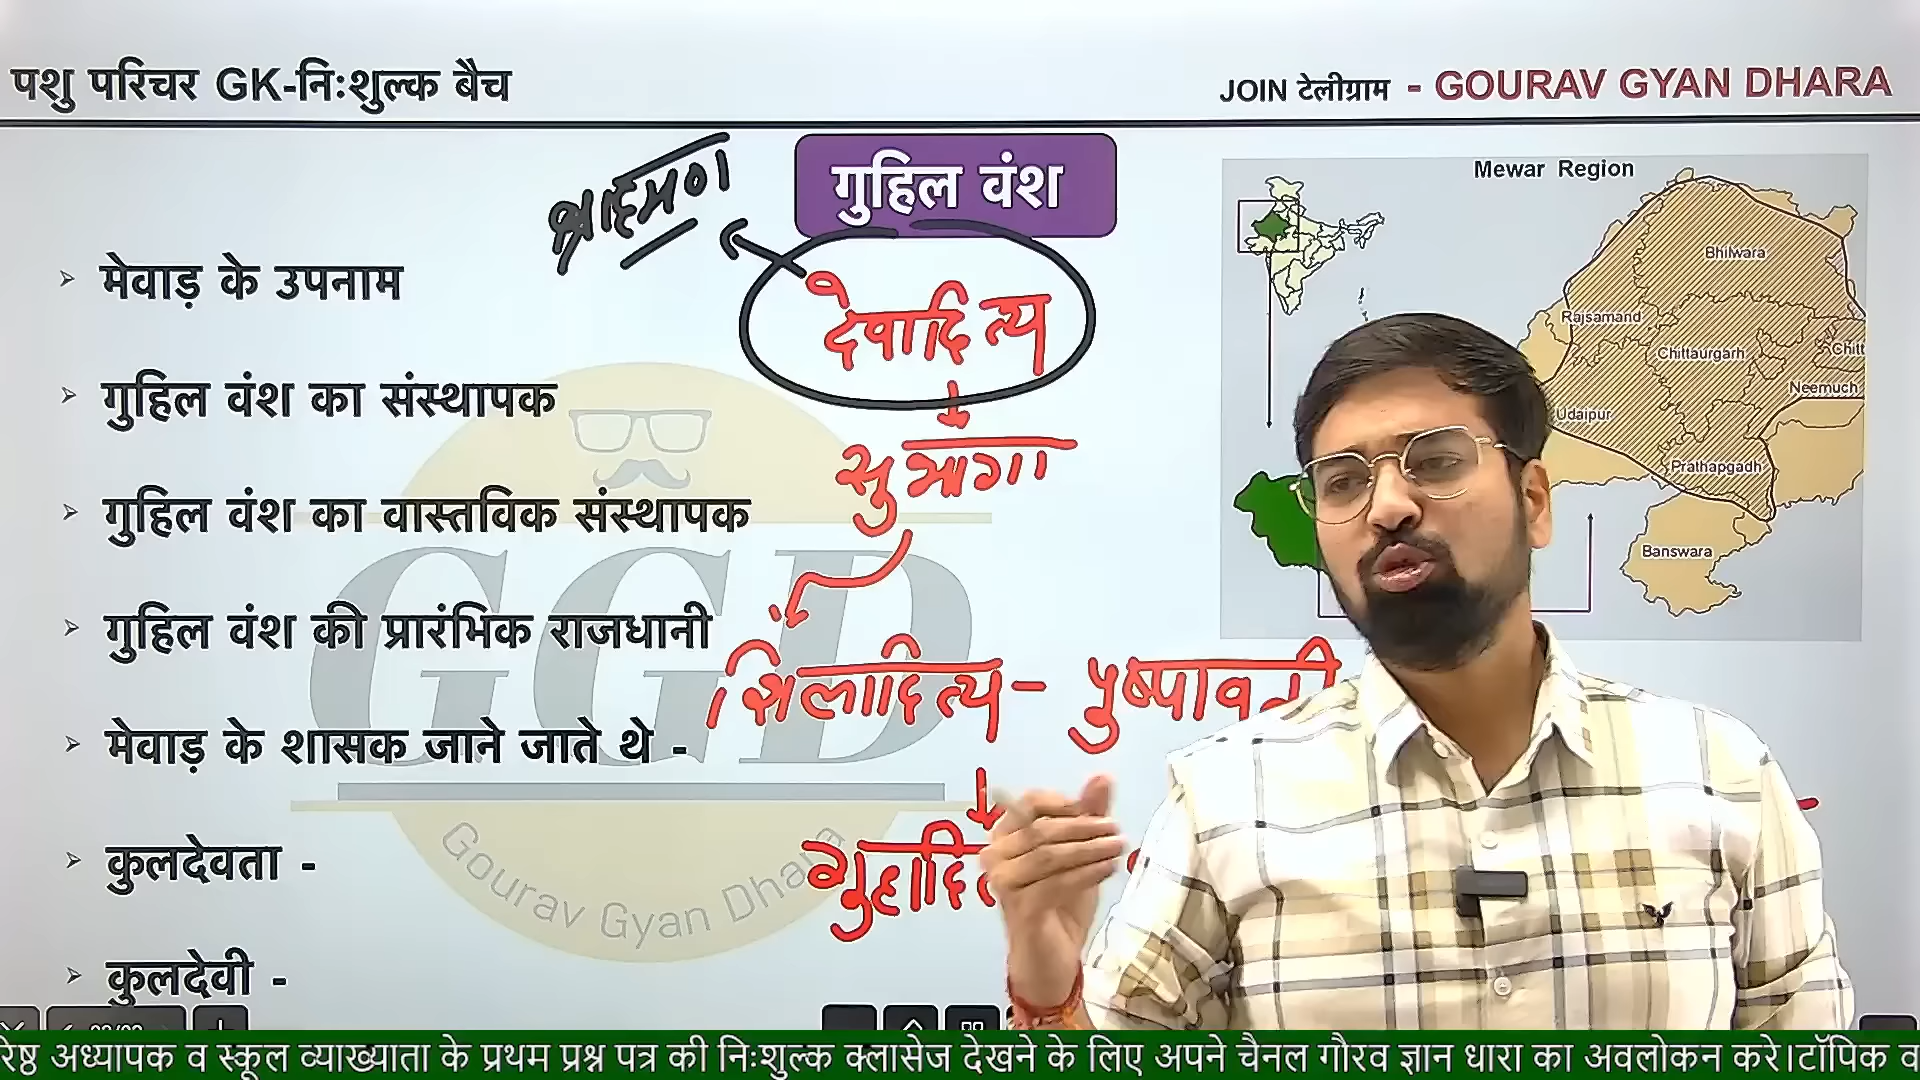 पशु परिचर GK-निःशुल्क बैच
JOIN टेलीग्राम - GOURAV GYAN DHARA
गुहिल वंश
ब्राह्मण
मेवाड़ के उपनाम
गुहिल वंश का संस्थापक
गुहिल वंश का वास्तविक संस्थापक
गुहिल वंश की प्रारंभिक राजधानी
मेवाड़ के शासक जाने जाते थे -
कुलदेवता -
कुलदेवी -
देवादित्य
शिलादित्य - पुष्पावती
Mewar Region
Bhilwara
Rajsamand
Chittaurgarh
Chitt
Neemuch
Udaipur
Prathapgadh
Banswara
GGD
Gourav Gyan Dhara
रिष्ठ अध्यापक व स्कूल व्याख्याता के प्रथम प्रश्न पत्र की निःशुल्क क्लासेज देखने के लिए अपने चैनल गौरव ज्ञान धारा का अवलोकन करे।टॉपिक व